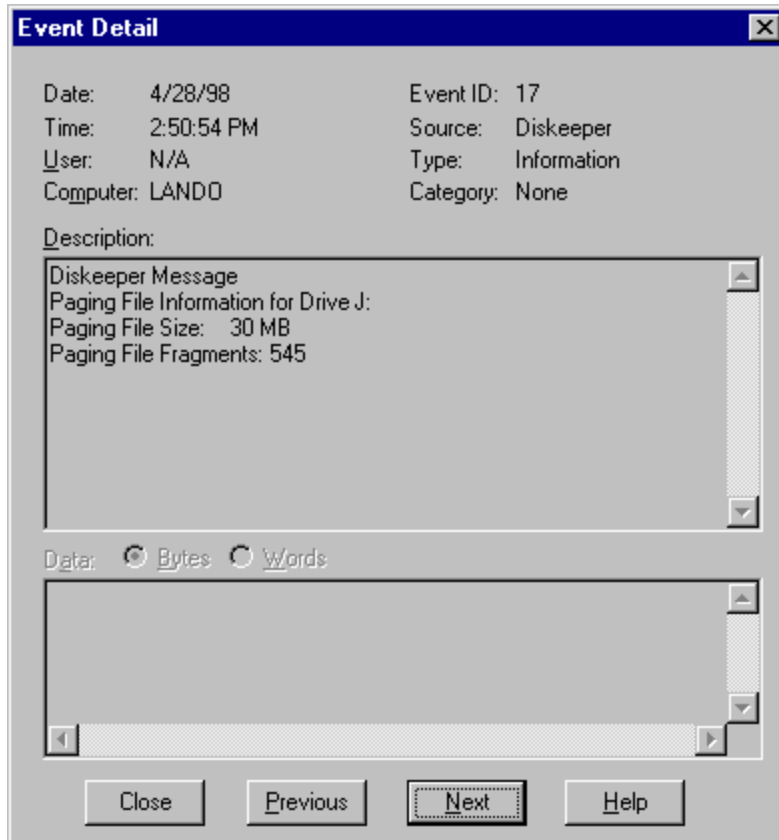 Event Detail
Date: 4/28/98 Event ID: 17
Time: 2:50:54 PM Source: Diskeeper
User: N/A Type: Information
Computer: LANDO Category: None
Description:
Diskeeper Message
Paging File Information for Drive J:
Paging File Size: 30 MB
Paging File Fragments: 545
Data: Bytes Words
Close Previous Next Help